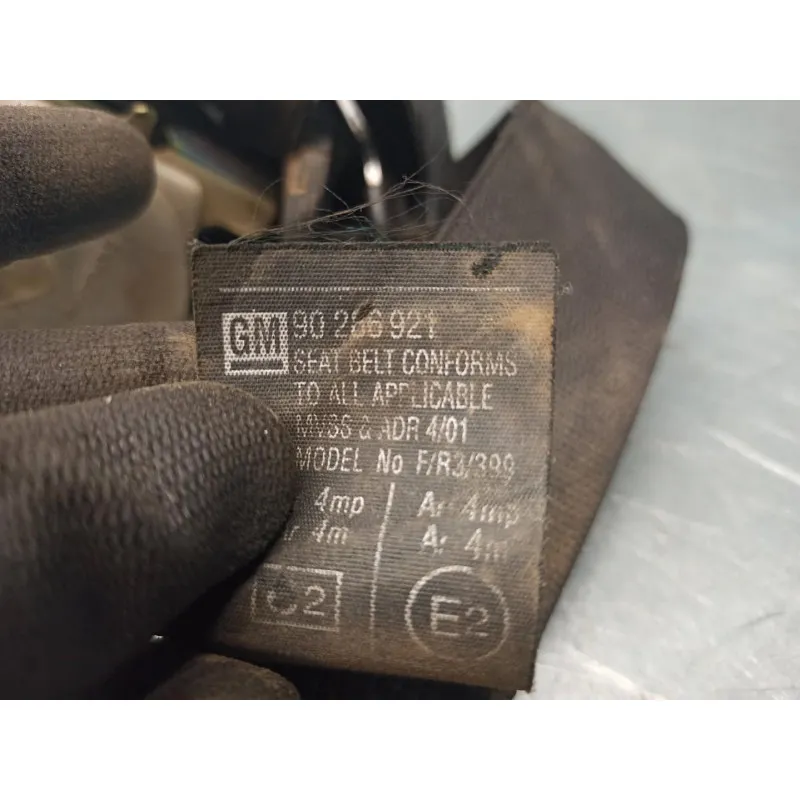 GM 90 266 921
SEAT BELT CONFORMS
TO ALL APPLICABLE
MVSS & ADR 4/01
MODEL No F/R3/399
4mp Ar 4mp
r 4m Ar 4m
e2 E2